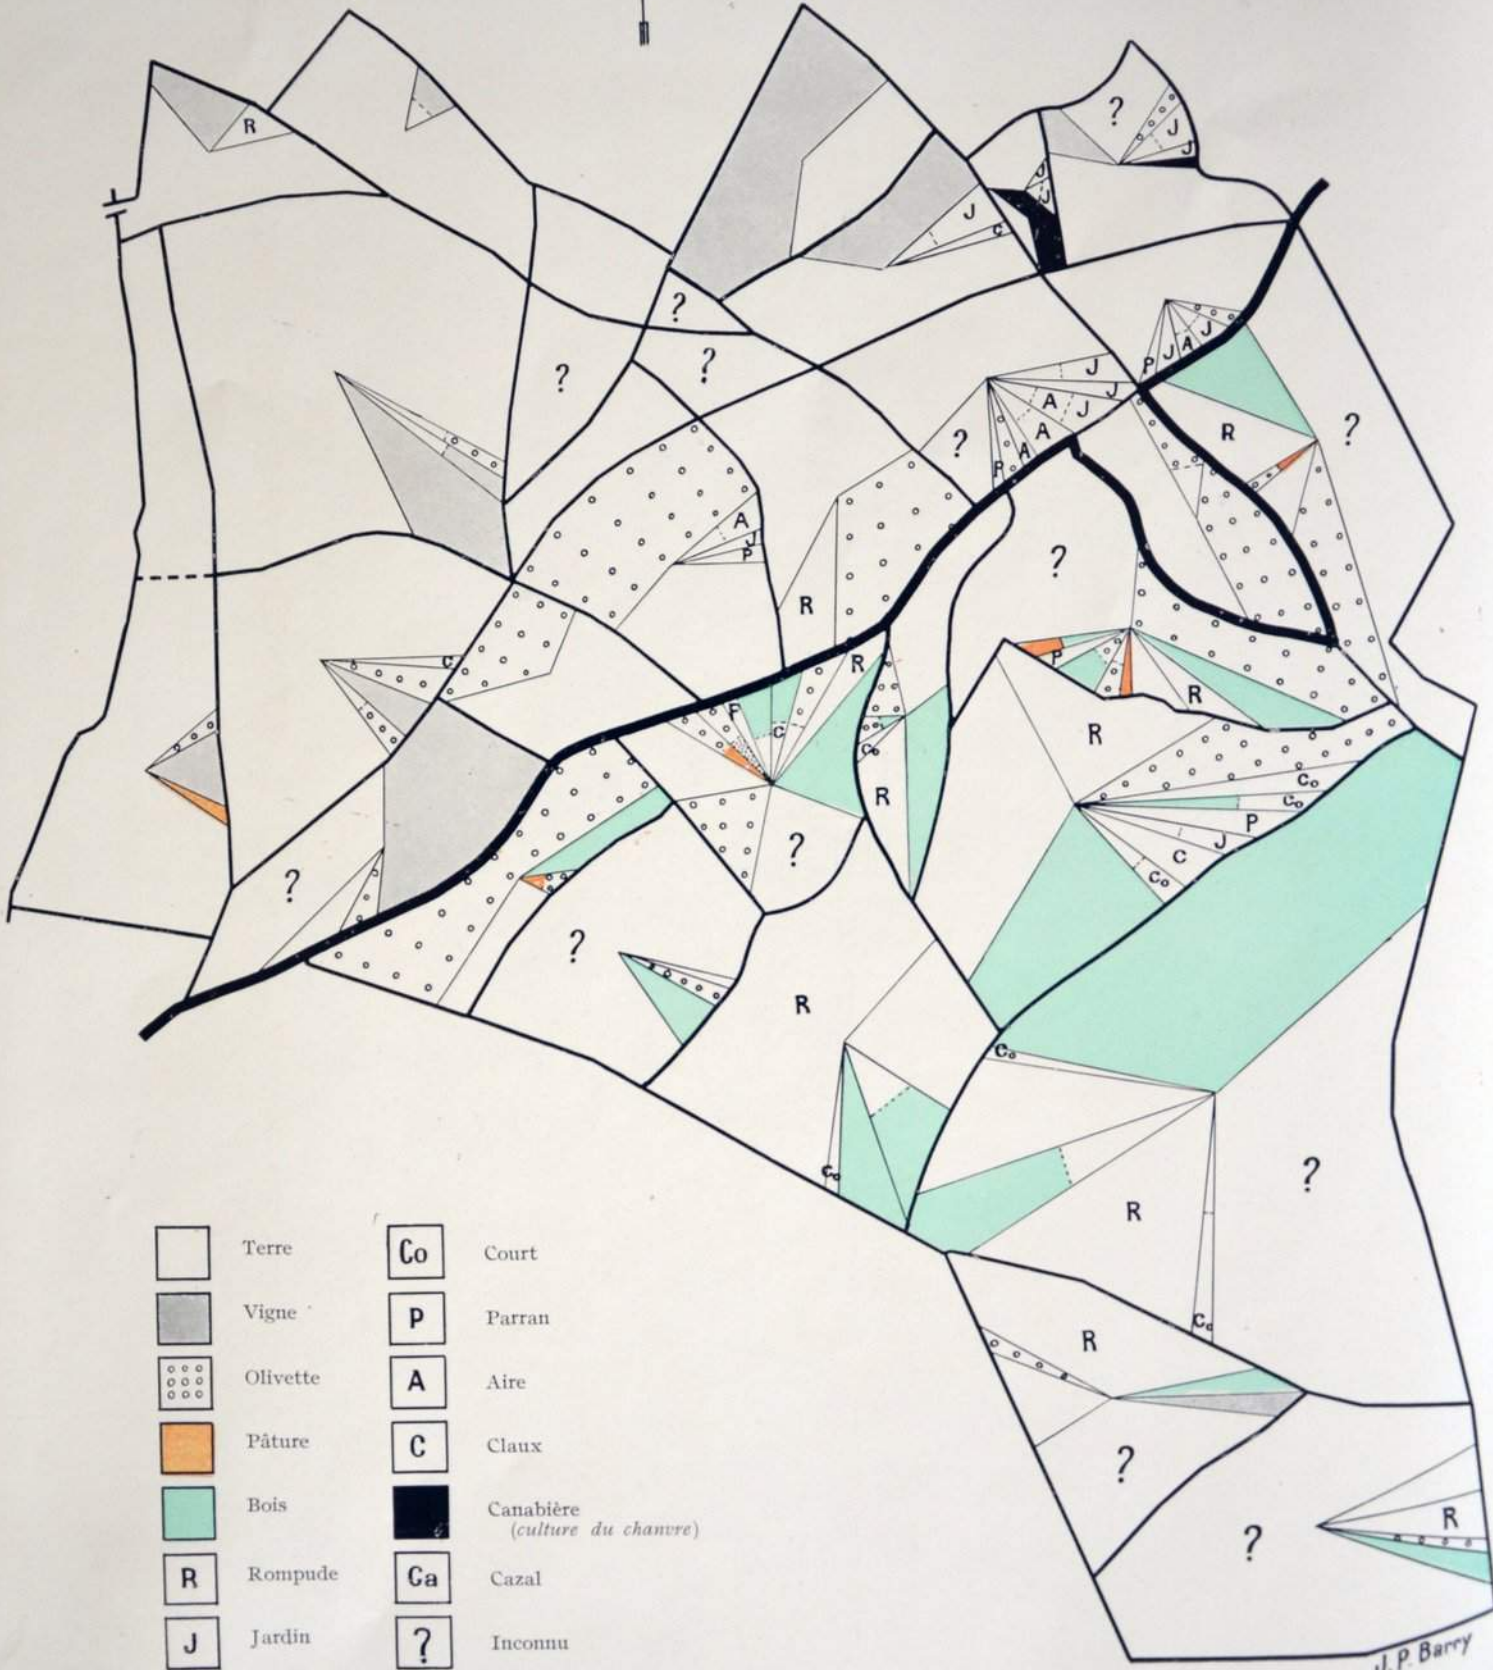 ?
J
J
R
J
J
J
C
?
J
J
A
P
?
?
?
J
J
A
J
A
A
P
?
R
?
A
J
P
?
R
C
R
P
R
P
C
R
Co
R
Co
Co
P
J
C
Co
?
?
?
R
Co
Co
R
?
Co
R
?
R
?
Terre
Vigne
Olivette
Pâture
Bois
R Rompude
J Jardin
Co Court
P Parran
A Aire
C Claux
Canabière
(culture du chanvre)
Ca Cazal
? Inconnu
J. P. Barry